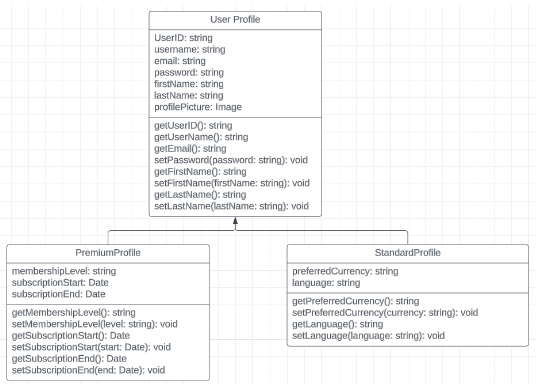 User Profile
UserID: string
username: string
email: string
password: string
firstName: string
lastName: string
profilePicture: Image
getUserID(): string
getUserName(): string
getEmail(): string
setPassword(password: string): void
getFirstName(): string
setFirstName(firstName: string): void
getLastName(): string
setLastName(lastName: string): void
PremiumProfile
membershipLevel: string
subscriptionStart: Date
subscriptionEnd: Date
getMembershipLevel(): string
setMembershipLevel(level: string): void
getSubscriptionStart(): Date
setSubscriptionStart(start: Date): void
getSubscriptionEnd(): Date
setSubscriptionEnd(end: Date): void
StandardProfile
preferredCurrency: string
language: string
getPreferredCurrency(): string
setPreferredCurrency(currency: string): void
getLanguage(): string
setLanguage(language: string): void